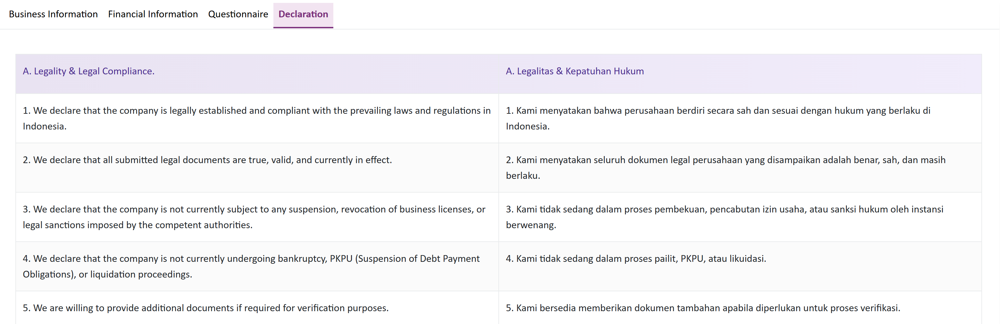 Business Information Financial Information Questionnaire Declaration
A. Legality & Legal Compliance.
A. Legalitas & Kepatuhan Hukum
1. We declare that the company is legally established and compliant with the prevailing laws and regulations in
Indonesia.
1. Kami menyatakan bahwa perusahaan berdiri secara sah dan sesuai dengan hukum yang berlaku di
Indonesia.
2. We declare that all submitted legal documents are true, valid, and currently in effect.
2. Kami menyatakan seluruh dokumen legal perusahaan yang disampaikan adalah benar, sah, dan masih
berlaku.
3. We declare that the company is not currently subject to any suspension, revocation of business licenses, or
legal sanctions imposed by the competent authorities.
3. Kami tidak sedang dalam proses pembekuan, pencabutan izin usaha, atau sanksi hukum oleh instansi
berwenang.
4. We declare that the company is not currently undergoing bankruptcy, PKPU (Suspension of Debt Payment
Obligations), or liquidation proceedings.
4. Kami tidak sedang dalam proses pailit, PKPU, atau likuidasi.
5. We are willing to provide additional documents if required for verification purposes.
5. Kami bersedia memberikan dokumen tambahan apabila diperlukan untuk proses verifikasi.